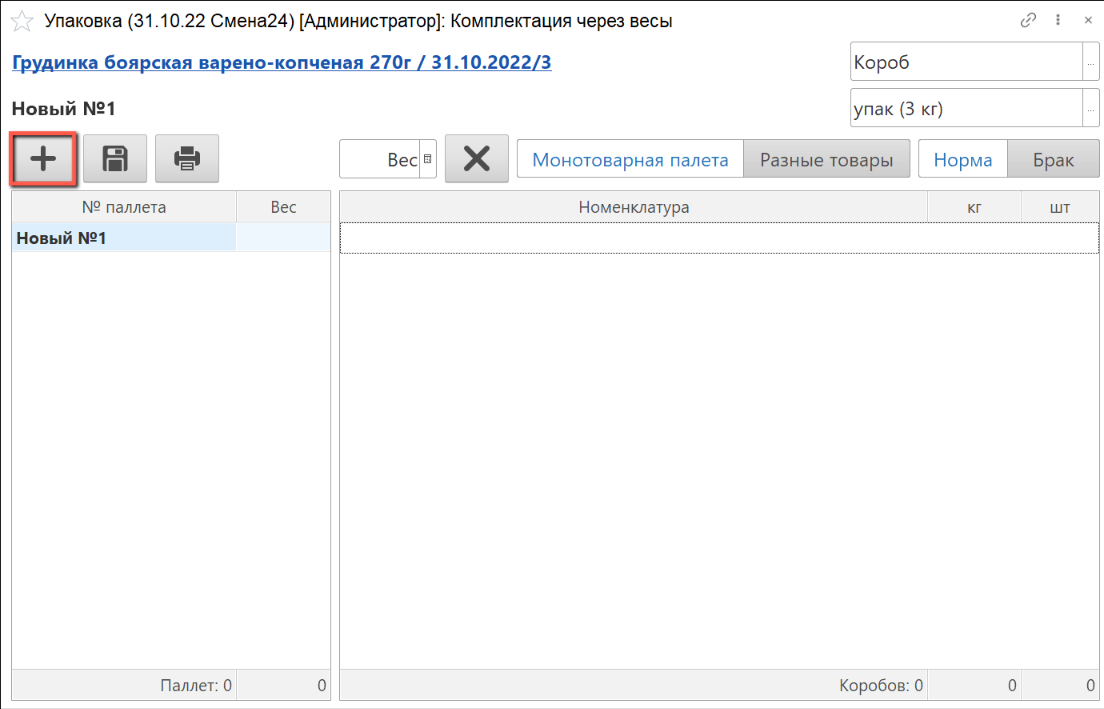 Упаковка (31.10.22 Смена24) [Администратор]: Комплектация через весы
Грудинка боярская варено-копченая 270г / 31.10.2022/3
Короб ...
Новый №1
упак (3 кг) ...
Вес Монотоварная палета Разные товары Норма Брак
№ паллета Вес Номенклатура кг шт
Новый №1
Паллет: 0 0 Коробов: 0 0 0